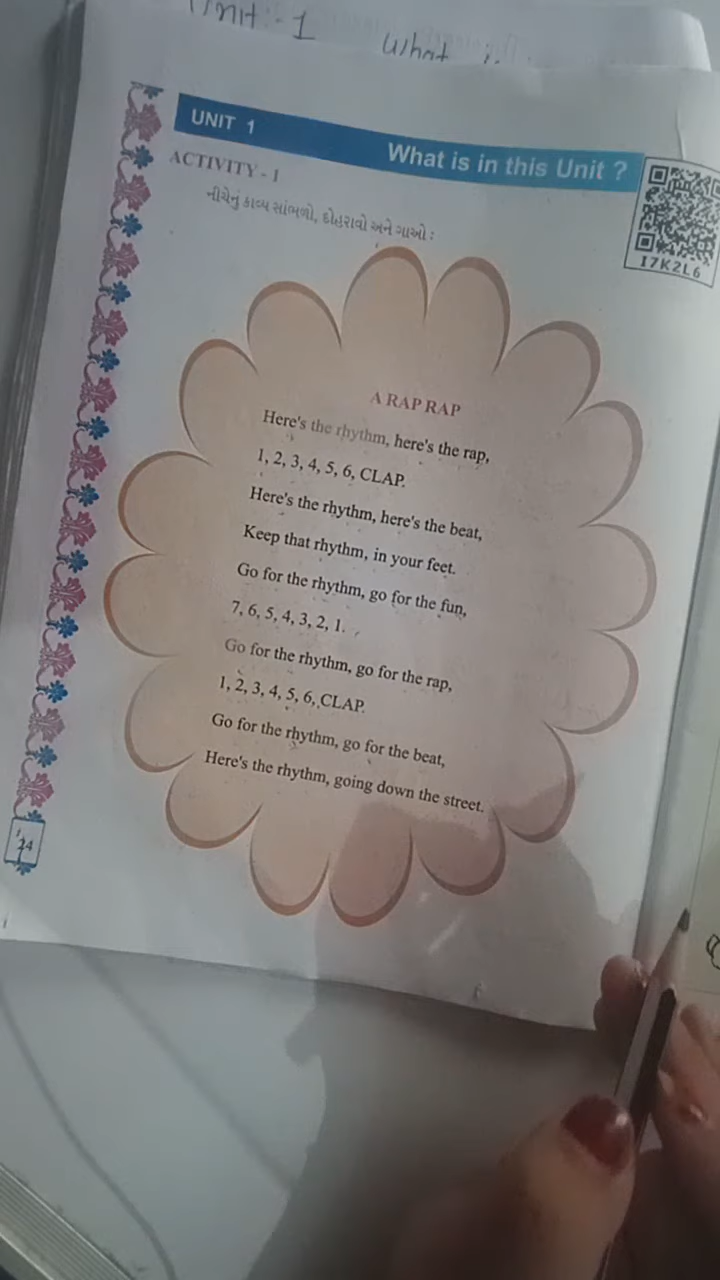 Unit - 1 What
UNIT 1 What is in this Unit ?
ACTIVITY - 1
નીચેનું કાવ્ય સાંભળો, દોહરાવો અને ગાઓ :
I7K2L6
A RAP RAP
Here's the rhythm, here's the rap,
1, 2, 3, 4, 5, 6, CLAP.
Here's the rhythm, here's the beat,
Keep that rhythm, in your feet.
Go for the rhythm, go for the fun,
7, 6, 5, 4, 3, 2, 1.
Go for the rhythm, go for the rap,
1, 2, 3, 4, 5, 6, CLAP.
Go for the rhythm, go for the beat,
Here's the rhythm, going down the street.
24